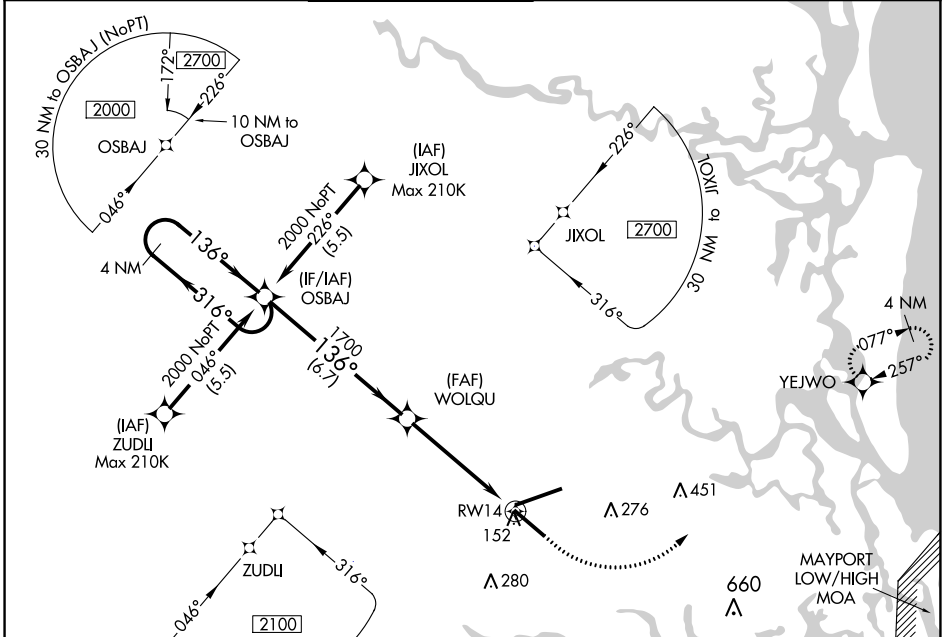 30 NM to OSBAJ (NoPT)
172°
2700
226°
2000
10 NM to
OSBAJ
OSBAJ
046°
(IAF)
JIXOL
Max 210K
2000 NoPT
226°
(5.5)
226°
JIXOL
2700
30 NM to JIXOL
316°
136°
4 NM
316°
(IF/IAF)
OSBAJ
2000 NoPT
046°
(5.5)
1700
136°
(6.7)
4 NM
077°
257°
YEJWO
(FAF)
WOLQU
(IAF)
ZUDLI
Max 210K
RW14
152
276
451
280
660
MAYPORT
LOW/HIGH
MOA
ZUDLI
316°
046°
2100